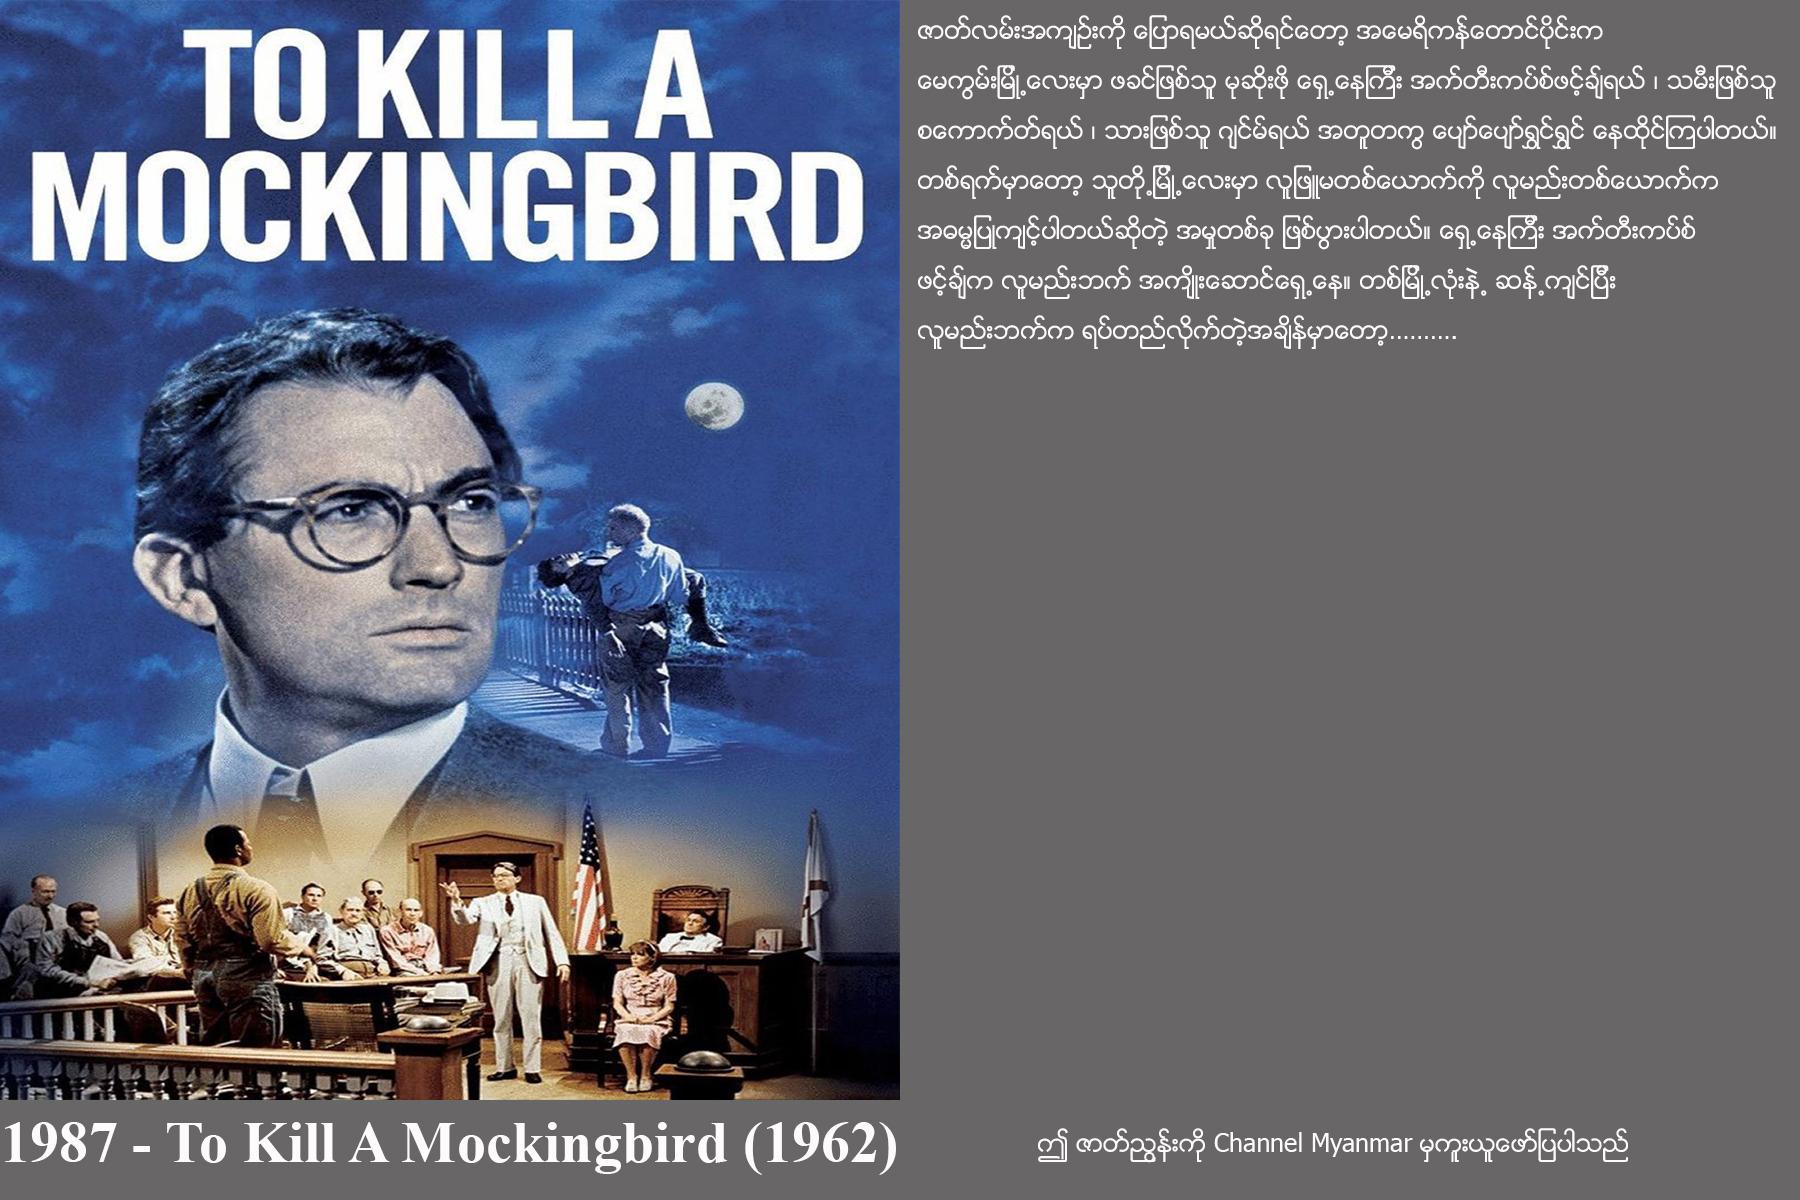 TO KILL A
MOCKINGBIRD
ဇာတ်လမ်းအကျဉ်းကို ပြောရမယ်ဆိုရင်တော့ အမေရိကန်တောင်ပိုင်းက
မေကွမ်းမြို့လေးမှာ ဖခင်ဖြစ်သူ မုဆိုးဖို ရှေ့နေကြီး အက်တီးကပ်စ်ဖင့်ချ်ရယ် ၊ သမီးဖြစ်သူ
စကောက်တ်ရယ် ၊ သားဖြစ်သူ ဂျင်မ်ရယ် အတူတကွ ပျော်ပျော်ရွှင်ရွှင် နေထိုင်ကြပါတယ်။
တစ်ရက်မှာတော့ သူတို့မြို့လေးမှာ လူဖြူမတစ်ယောက်ကို လူမည်းတစ်ယောက်က
အဓမ္မပြုကျင့်ပါတယ်ဆိုတဲ့ အမှုတစ်ခု ဖြစ်ပွားပါတယ်။ ရှေ့နေကြီး အက်တီးကပ်စ်
ဖင့်ချ်က လူမည်းဘက် အကျိုးဆောင်ရှေ့နေ။ တစ်မြို့လုံးနဲ့ ဆန့်ကျင်ပြီး
လူမည်းဘက်က ရပ်တည်လိုက်တဲ့အချိန်မှာတော့..........
1987 - To Kill A Mockingbird (1962)
ဤ ဇာတ်ညွှန်းကို Channel Myanmar မှကူးယူဖော်ပြပါသည်